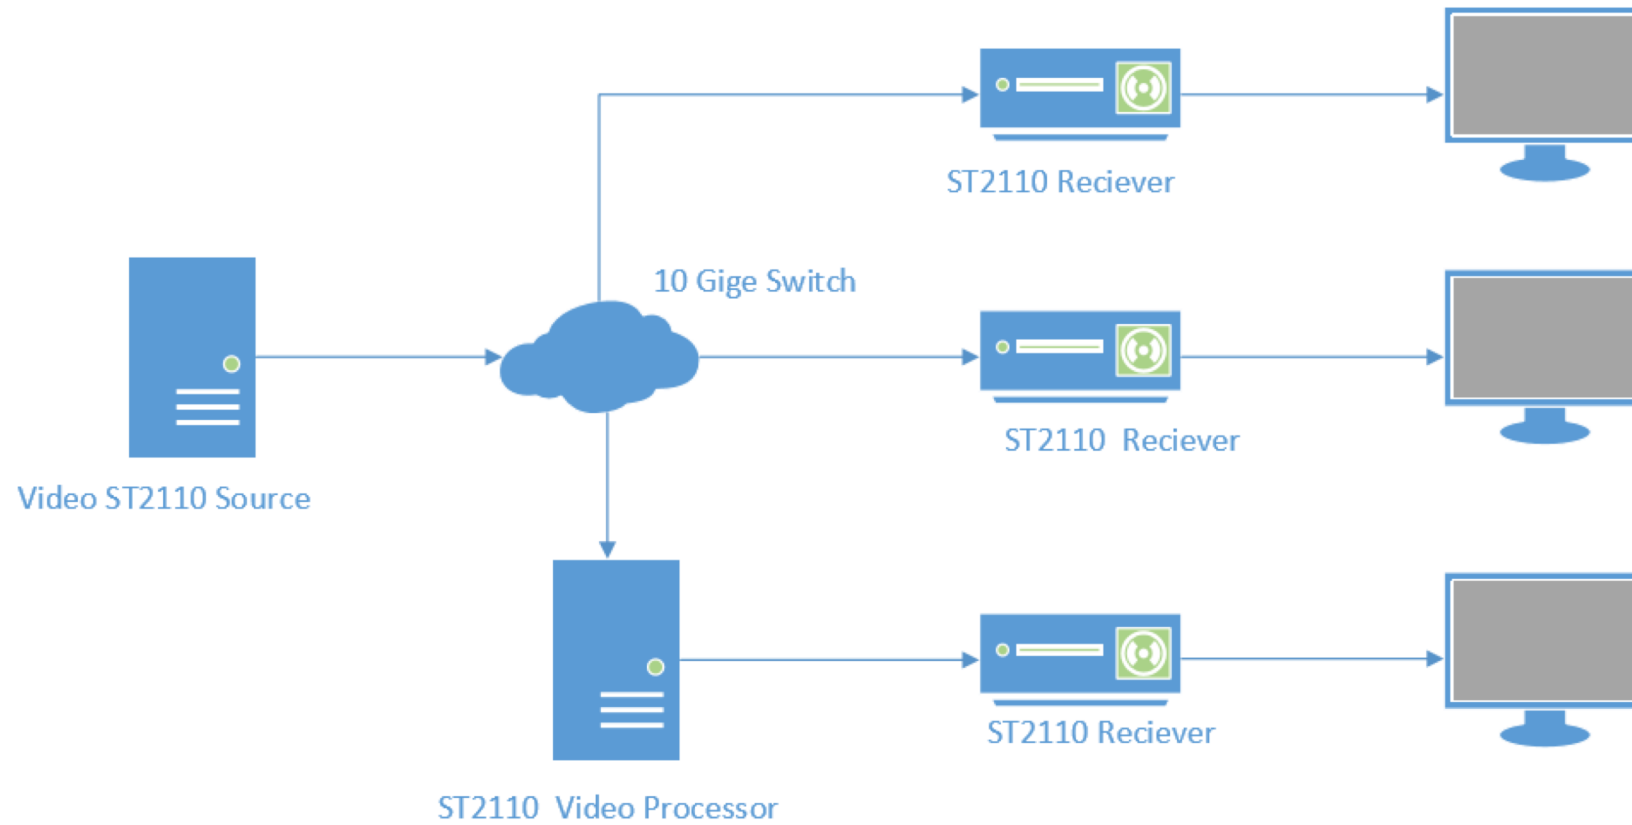 ST2110 Reciever
10 Gige Switch
ST2110  Reciever
Video ST2110 Source
ST2110 Reciever
ST2110  Video Processor